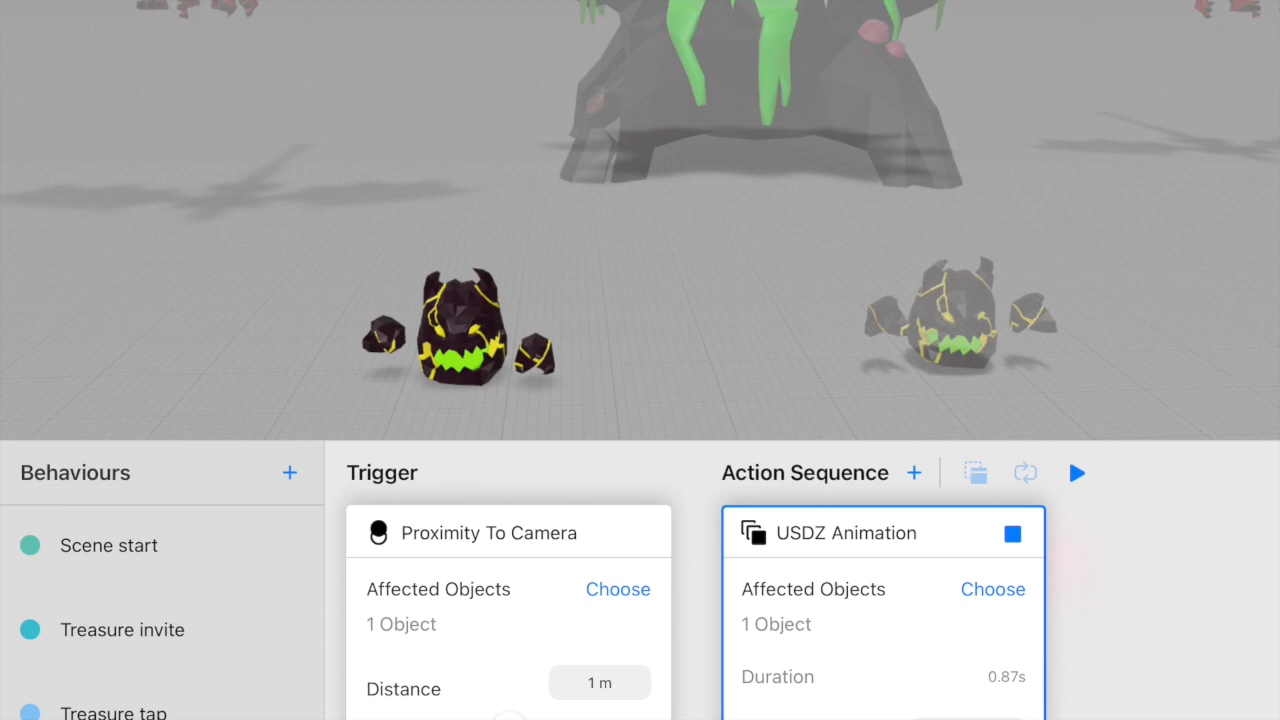 Behaviours
Scene start
Treasure invite
Treasure tap
Trigger
Proximity To Camera
Affected Objects Choose
1 Object
Distance 1 m
Action Sequence
USDZ Animation
Affected Objects Choose
1 Object
Duration 0.87s